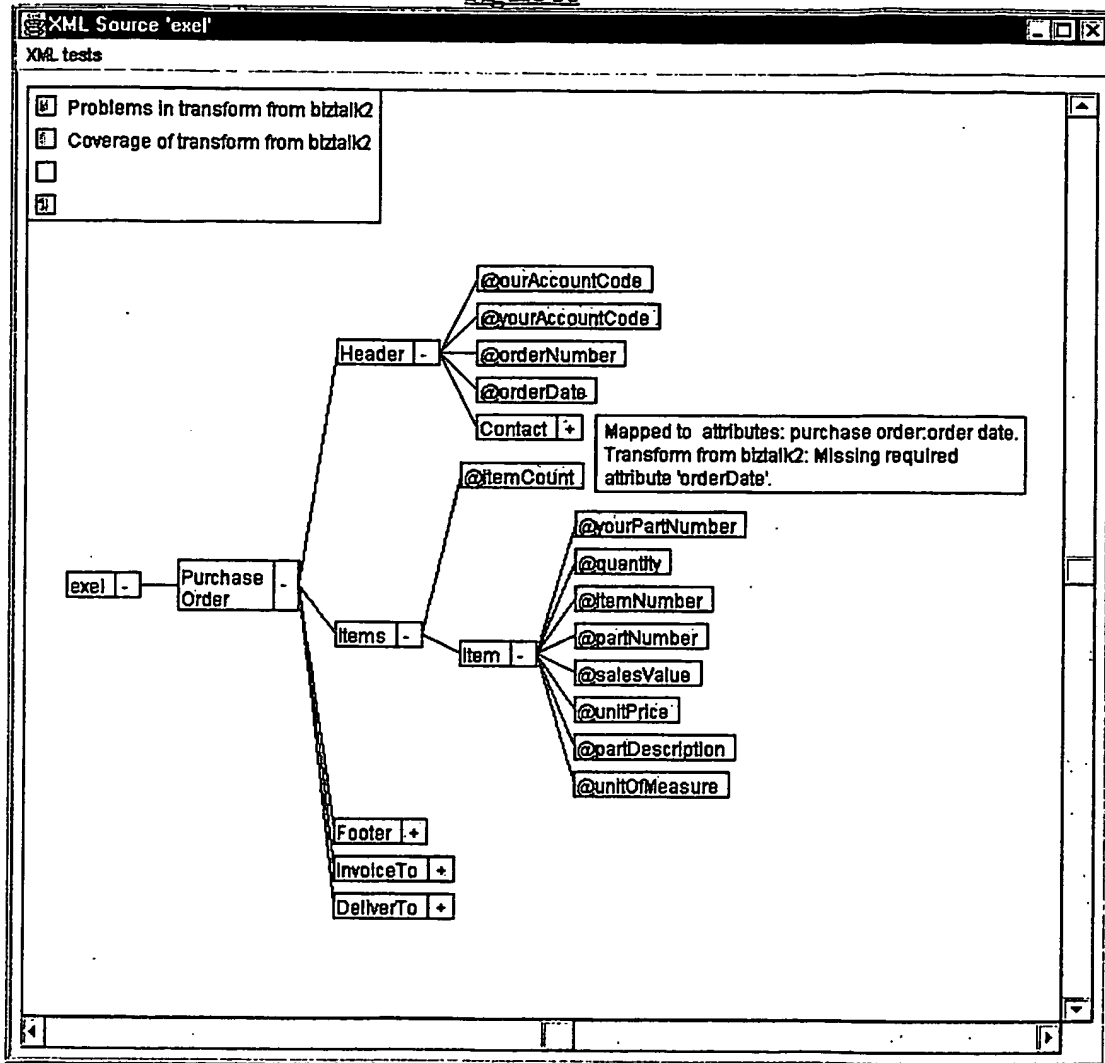 XML Source 'exel'
XML tests
Problems in transform from biztalk2
Coverage of transform from biztalk2
@ourAccountCode
@yourAccountCode
Header -
@orderNumber
@orderDate
Contact +
Mapped to attributes: purchase order:order date.
Transform from biztalk2: Missing required
attribute 'orderDate'.
@itemCount
@yourPartNumber
@quantity
exel -
Purchase
Order -
@itemNumber
Items -
@partNumber
Item -
@salesValue
@unitPrice
@partDescription
@unitOfMeasure
Footer +
InvoiceTo +
DeliverTo +